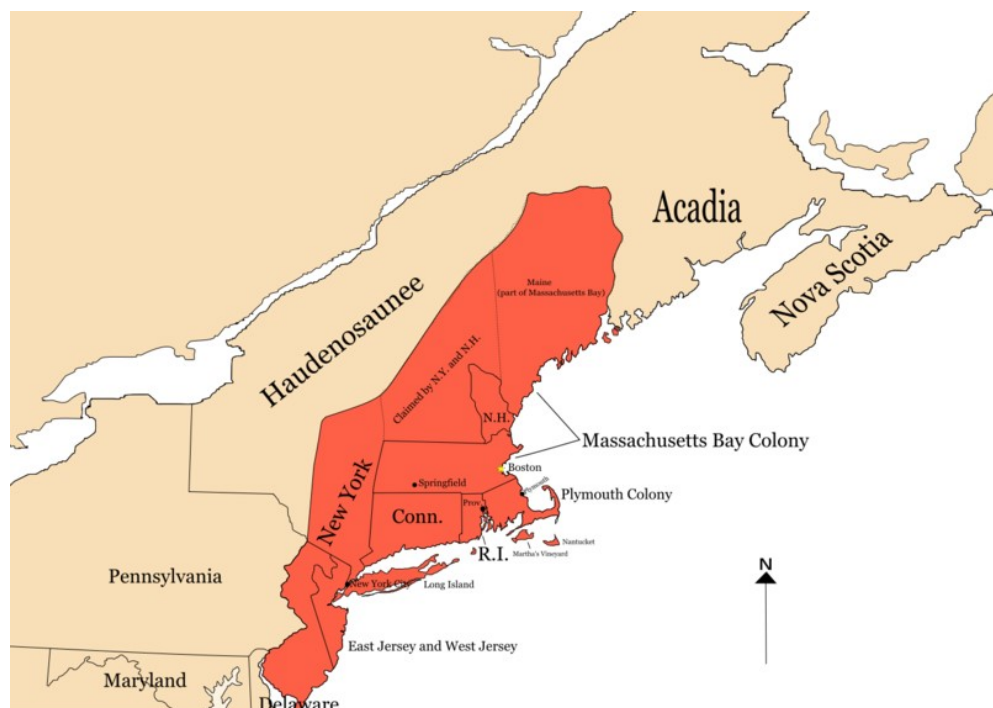 Acadia
Nova Scotia
Haudenosaunee
Maine
(part of Massachusetts Bay)
Claimed by N.Y. and N.H.
N.H.
Massachusetts Bay Colony
Boston
Springfield
Plymouth
Plymouth Colony
New York
Conn.
Prov.
R.I.
Martha's Vineyard
Nantucket
New York City
Long Island
Pennsylvania
East Jersey and West Jersey
Maryland
Delaware
N